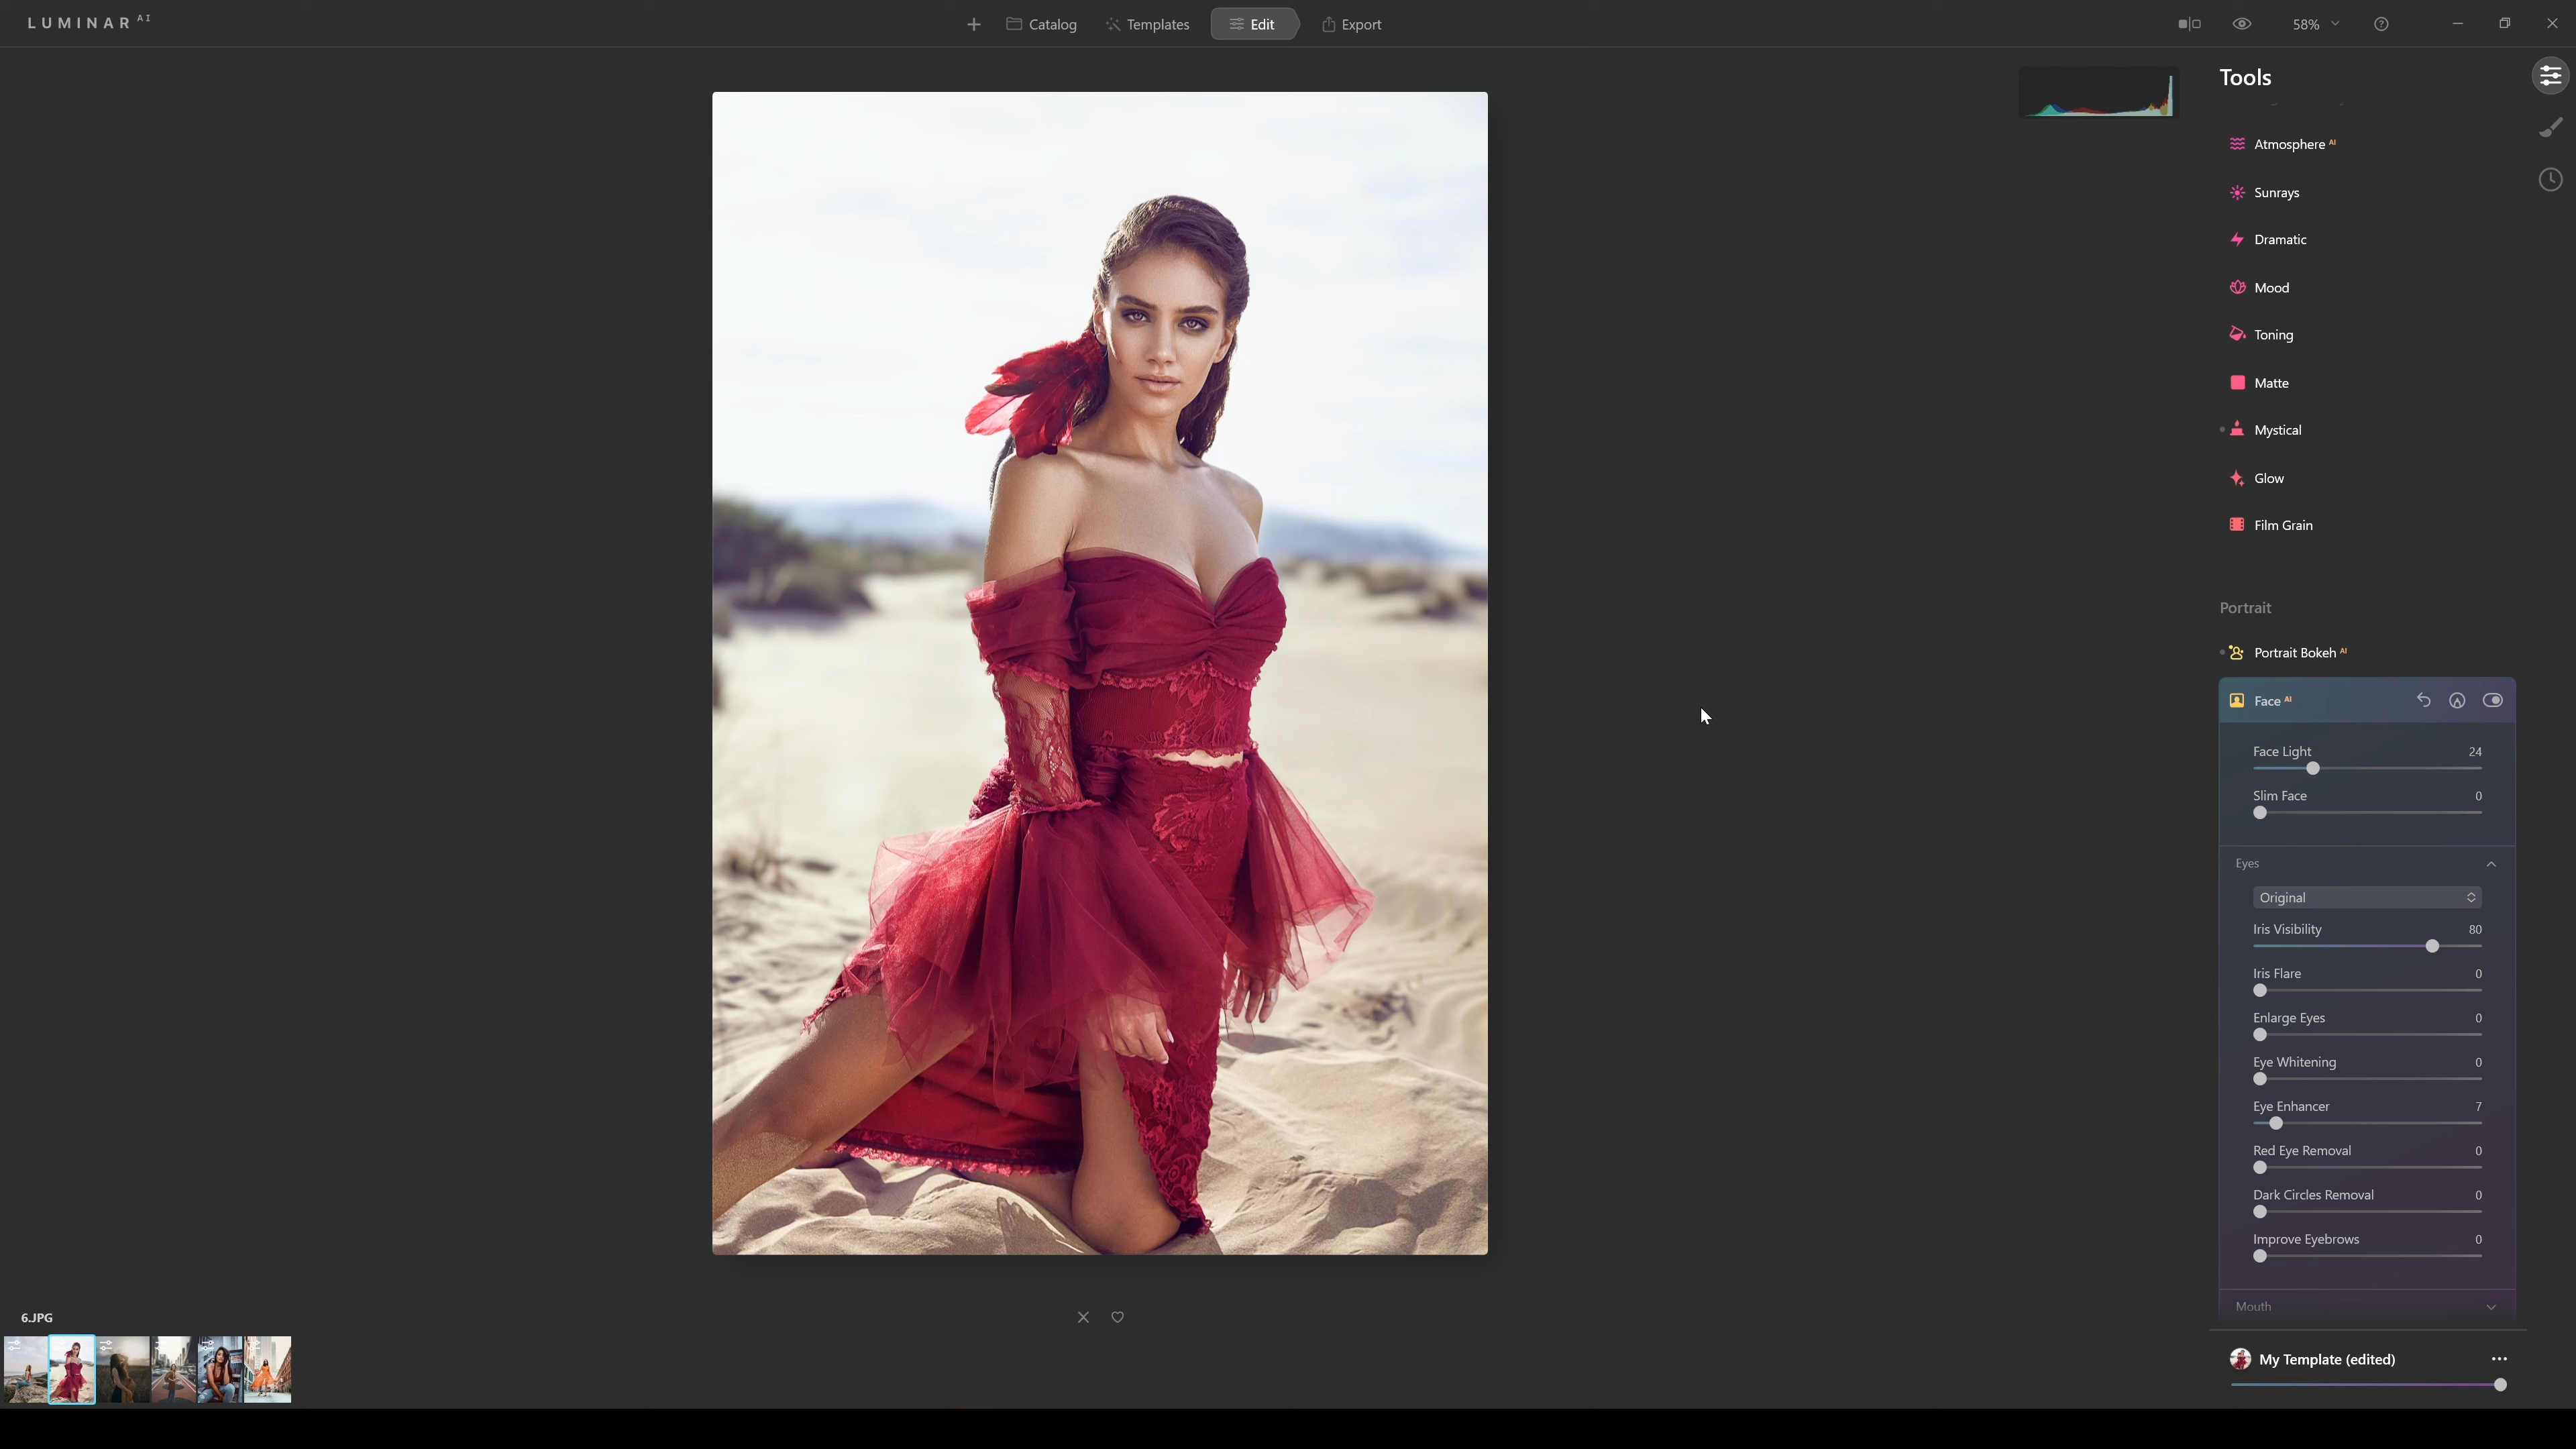 LUMINAR AI
Catalog
Templates
Edit
Export
58%
Tools
Atmosphere AI
Sunrays
Dramatic
Mood
Toning
Matte
Mystical
Glow
Film Grain
Portrait
Portrait Bokeh AI
Face AI
Face Light 24
Slim Face 0
Eyes
Original
Iris Visibility 80
Iris Flare 0
Enlarge Eyes 0
Eye Whitening 0
Eye Enhancer 7
Red Eye Removal 0
Dark Circles Removal 0
Improve Eyebrows 0
Mouth
6.JPG
My Template (edited)